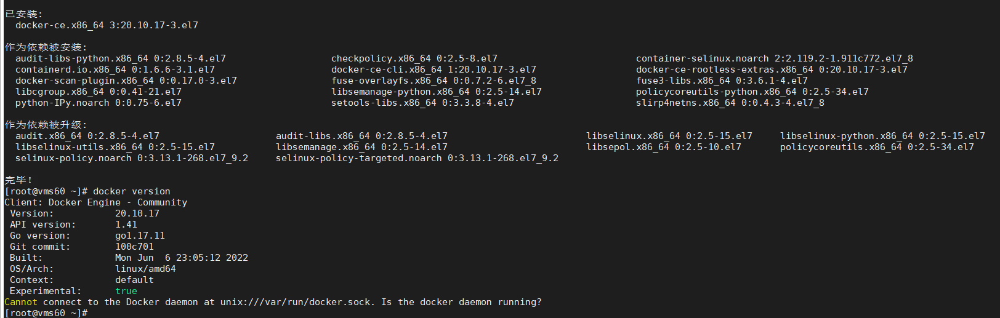 已安装:
docker-ce.x86_64 3:20.10.17-3.el7
作为依赖被安装:
audit-libs-python.x86_64 0:2.8.5-4.el7 checkpolicy.x86_64 0:2.5-8.el7 container-selinux.noarch 2:2.119.2-1.911c772.el7_8
containerd.io.x86_64 0:1.6.6-3.1.el7 docker-ce-cli.x86_64 1:20.10.17-3.el7 docker-ce-rootless-extras.x86_64 0:20.10.17-3.el7
docker-scan-plugin.x86_64 0:0.17.0-3.el7 fuse-overlayfs.x86_64 0:0.7.2-6.el7_8 fuse3-libs.x86_64 0:3.6.1-4.el7
libcgroup.x86_64 0:0.41-21.el7 libsemanage-python.x86_64 0:2.5-14.el7 policycoreutils-python.x86_64 0:2.5-34.el7
python-IPy.noarch 0:0.75-6.el7 setools-libs.x86_64 0:3.3.8-4.el7 slirp4netns.x86_64 0:0.4.3-4.el7_8
作为依赖被升级:
audit.x86_64 0:2.8.5-4.el7 audit-libs.x86_64 0:2.8.5-4.el7 libselinux.x86_64 0:2.5-15.el7 libselinux-python.x86_64 0:2.5-15.el7
libselinux-utils.x86_64 0:2.5-15.el7 libsemanage.x86_64 0:2.5-14.el7 libsepol.x86_64 0:2.5-10.el7 policycoreutils.x86_64 0:2.5-34.el7
selinux-policy.noarch 0:3.13.1-268.el7_9.2 selinux-policy-targeted.noarch 0:3.13.1-268.el7_9.2
完毕！
[root@vms60 ~]# docker version
Client: Docker Engine - Community
Version: 20.10.17
API version: 1.41
Go version: go1.17.11
Git commit: 100c701
Built: Mon Jun  6 23:05:12 2022
OS/Arch: linux/amd64
Context: default
Experimental: true
Cannot connect to the Docker daemon at unix:///var/run/docker.sock. Is the docker daemon running?
[root@vms60 ~]#